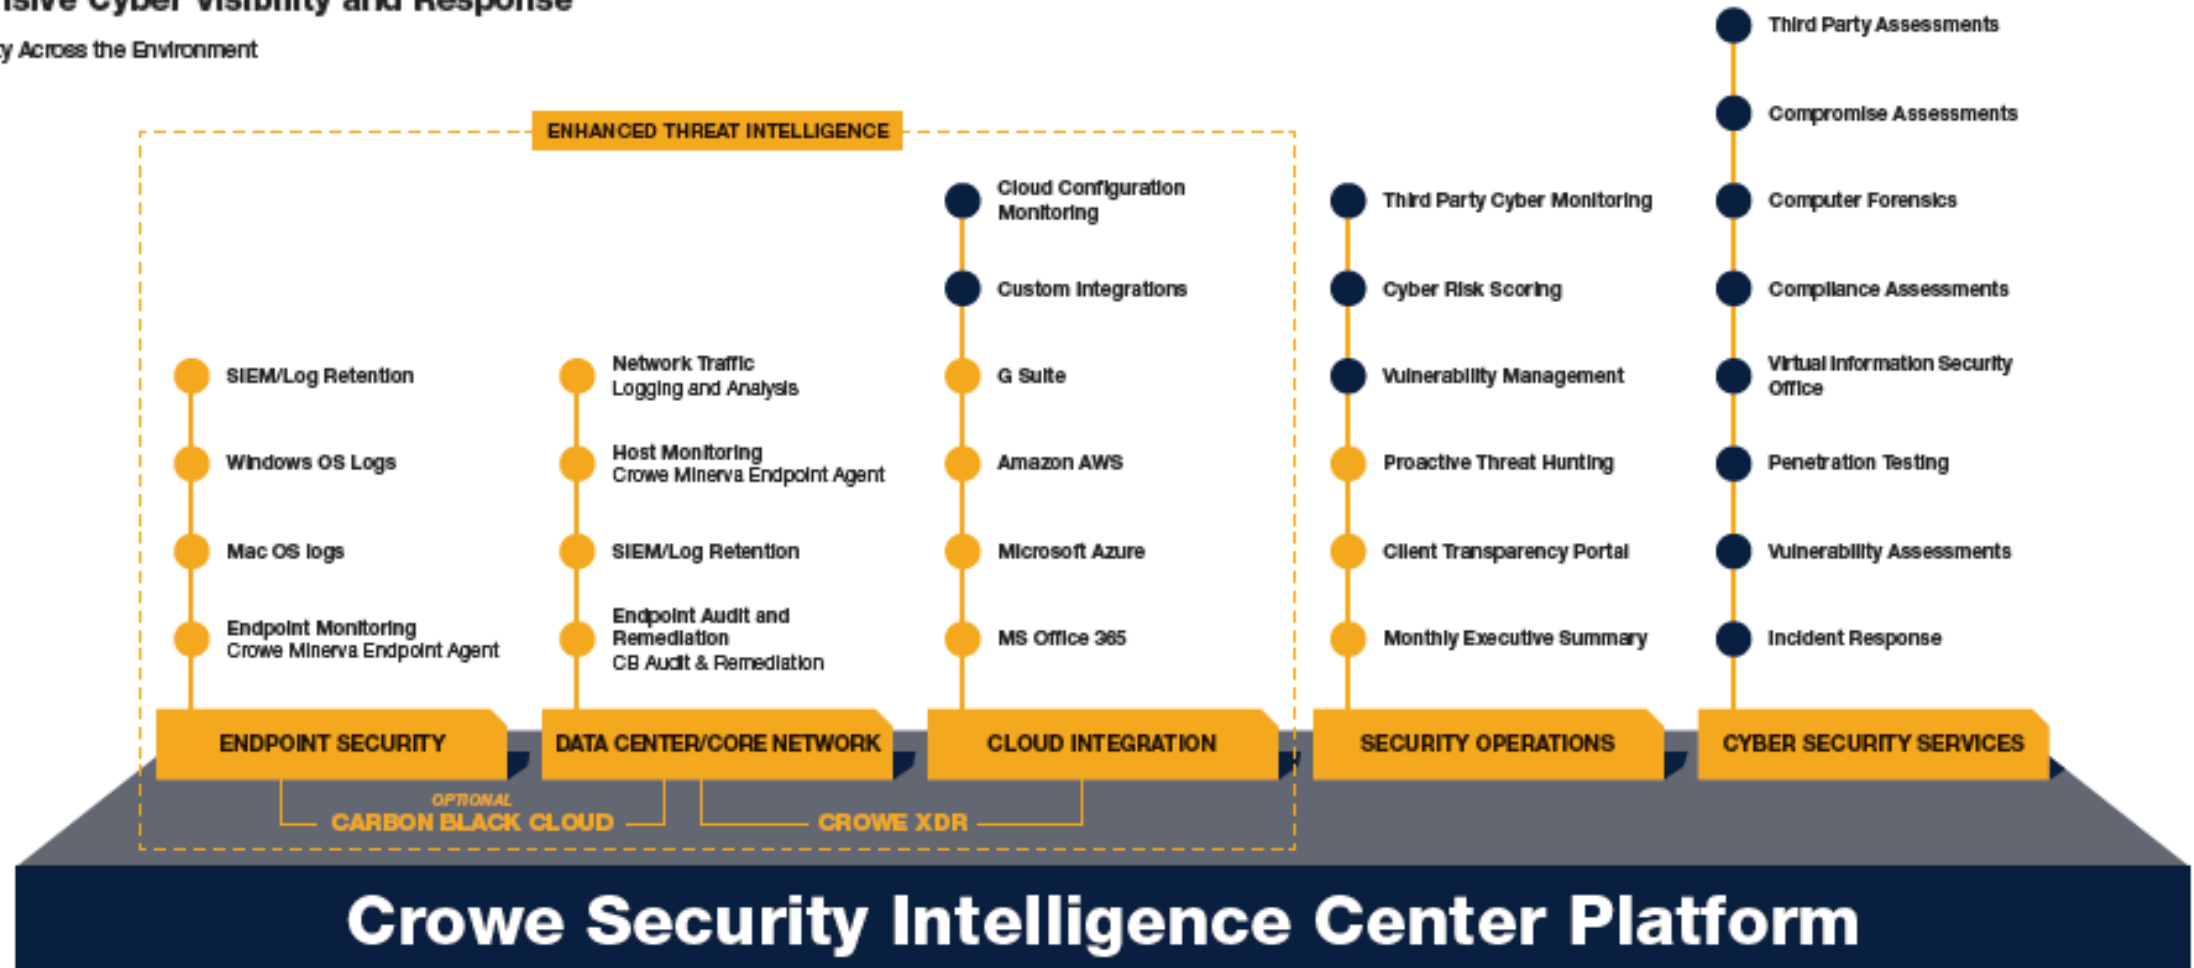 Cyber Visibility and Response
Across the Environment
ENHANCED THREAT INTELLIGENCE
SIEM/Log Retention
Windows OS Logs
Mac OS logs
Endpoint Monitoring
Crowe Minerva Endpoint Agent
ENDPOINT SECURITY
Network Traffic
Logging and Analysis
Host Monitoring
Crowe Minerva Endpoint Agent
SIEM/Log Retention
Endpoint Audit and
Remediation
CB Audit & Remediation
DATA CENTER/CORE NETWORK
Cloud Configuration
Monitoring
Custom Integrations
G Suite
Amazon AWS
Microsoft Azure
MS Office 365
CLOUD INTEGRATION
Third Party Cyber Monitoring
Cyber Risk Scoring
Vulnerability Management
Proactive Threat Hunting
Client Transparency Portal
Monthly Executive Summary
SECURITY OPERATIONS
Third Party Assessments
Compromise Assessments
Computer Forensics
Compliance Assessments
Virtual Information Security
Office
Penetration Testing
Vulnerability Assessments
Incident Response
CYBER SECURITY SERVICES
OPTIONAL
CARBON BLACK CLOUD
CROWE XDR
Crowe Security Intelligence Center Platform